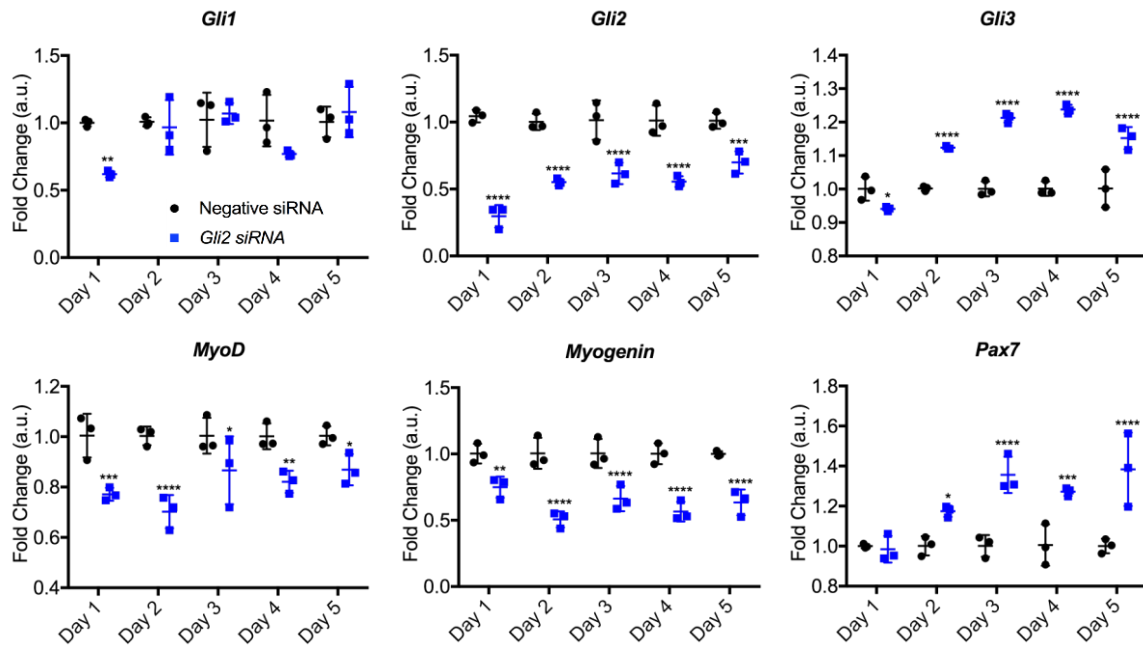 Gli1
Fold Change (a.u.)
1.5
1.0
0.5
0.0
**
Negative siRNA
Gli2 siRNA
Day 1
Day 2
Day 3
Day 4
Day 5
Gli2
Fold Change (a.u.)
1.5
1.0
0.5
0.0
****
****
****
****
***
Day 1
Day 2
Day 3
Day 4
Day 5
Gli3
Fold Change (a.u.)
1.4
1.3
1.2
1.1
1.0
0.9
0.8
*
****
****
****
****
Day 1
Day 2
Day 3
Day 4
Day 5
MyoD
Fold Change (a.u.)
1.2
1.0
0.8
0.6
0.4
***
****
*
**
*
Day 1
Day 2
Day 3
Day 4
Day 5
Myogenin
Fold Change (a.u.)
1.5
1.0
0.5
0.0
**
****
****
****
****
Day 1
Day 2
Day 3
Day 4
Day 5
Pax7
Fold Change (a.u.)
1.8
1.6
1.4
1.2
1.0
0.8
*
****
***
****
Day 1
Day 2
Day 3
Day 4
Day 5